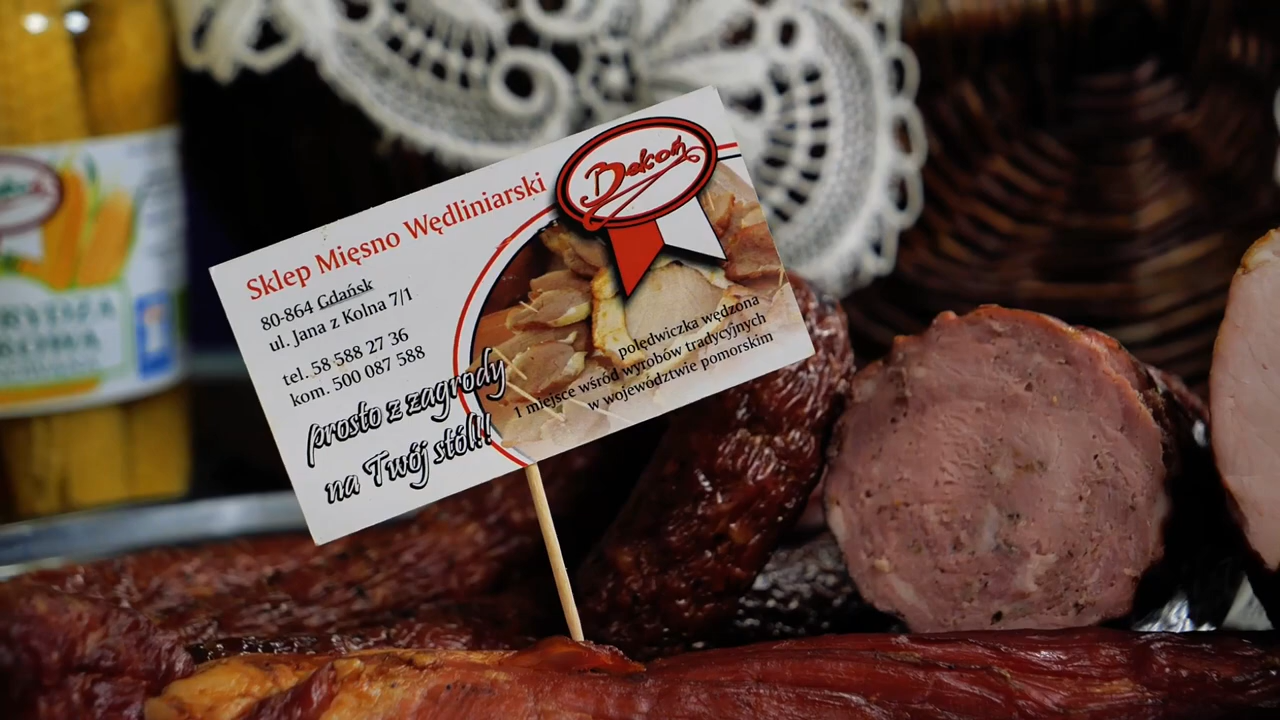 Bekoń
Sklep Mięsno Wędliniarski
80-864 Gdańsk
ul. Jana z Kolna 7/1
tel. 58 588 27 36
kom. 500 087 588
prosto z zagrody
na Twój stół!!
polędwiczka wędzona
1 miejsce wśród wyrobów tradycyjnych
w województwie pomorskim